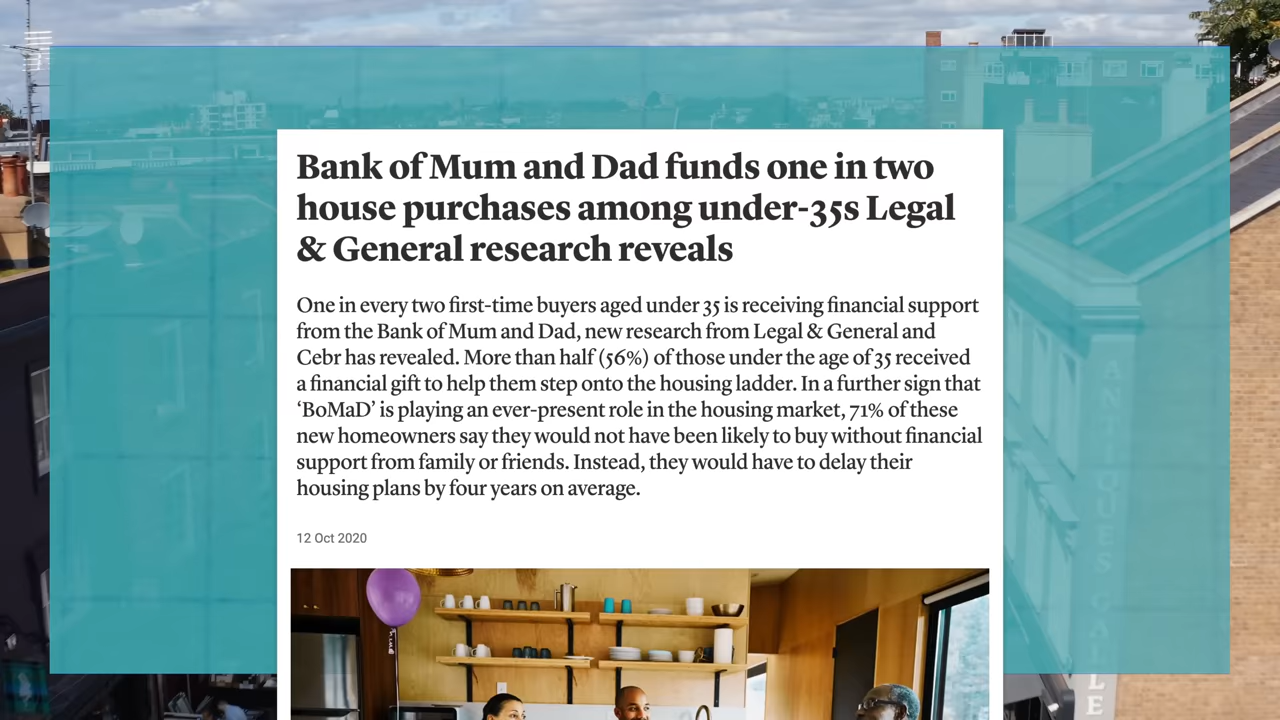 Bank of Mum and Dad funds one in two
house purchases among under-35s Legal
& General research reveals
One in every two first-time buyers aged under 35 is receiving financial support
from the Bank of Mum and Dad, new research from Legal & General and
Cebr has revealed. More than half (56%) of those under the age of 35 received
a financial gift to help them step onto the housing ladder. In a further sign that
‘BoMaD’ is playing an ever-present role in the housing market, 71% of these
new homeowners say they would not have been likely to buy without financial
support from family or friends. Instead, they would have to delay their
housing plans by four years on average.
12 Oct 2020